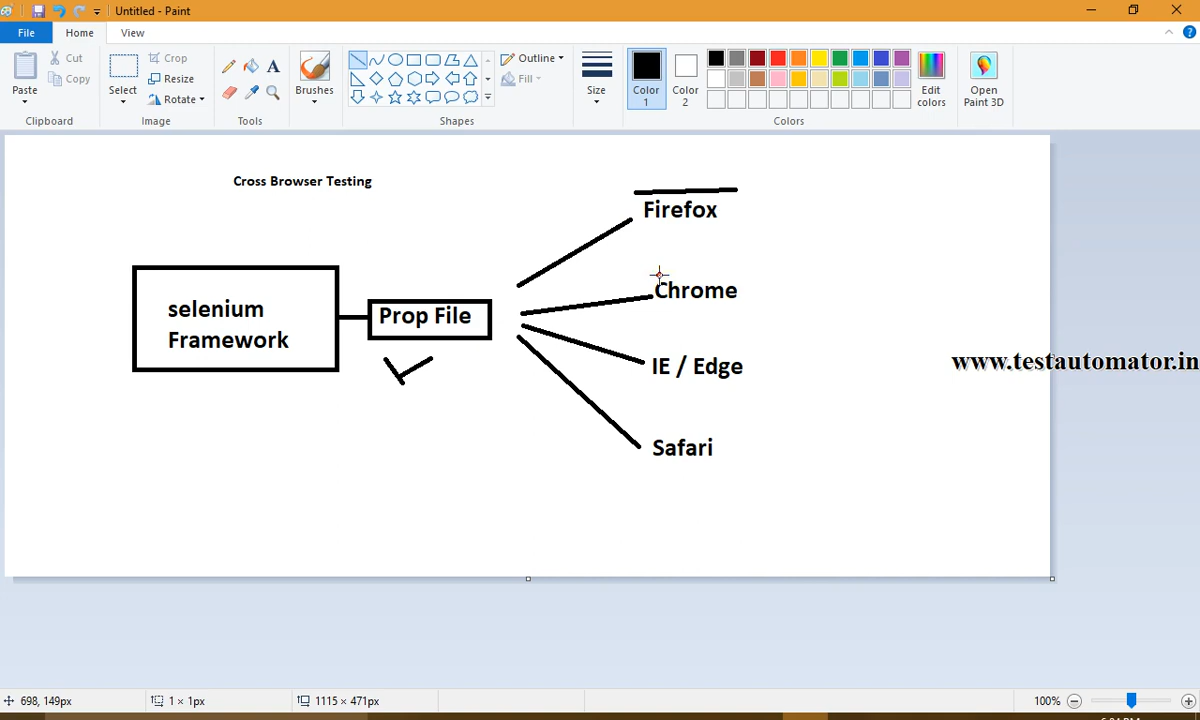 Untitled - Paint
File
Home
View
Paste
Cut
Copy
Clipboard
Select
Crop
Resize
Rotate
Image
A
Tools
Brushes
Outline
Fill
Shapes
Size
Color 1
Color 2
Edit colors
Colors
Open Paint 3D
Cross Browser Testing
Firefox
selenium
Framework
Prop File
Chrome
IE / Edge
Safari
www.testautomator.in
698, 149px
1 × 1px
1115 × 471px
100%